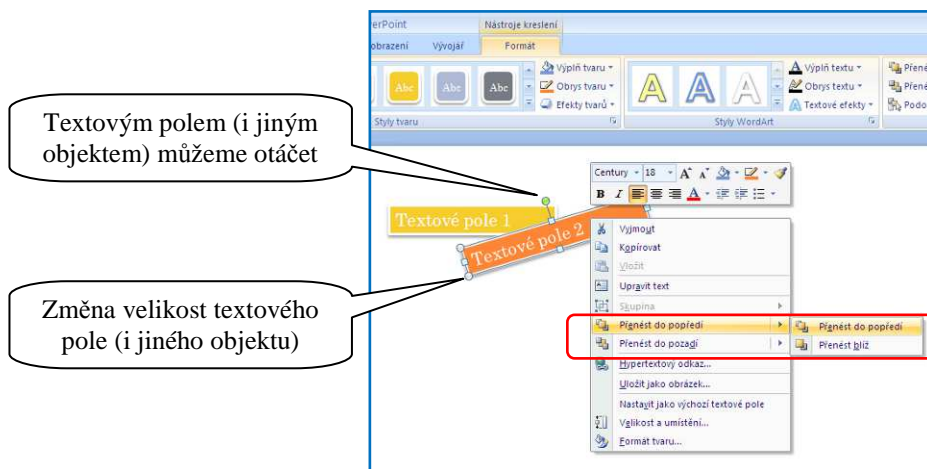 erPoint
Nástroje kreslení
obrazení Vývojář Formát
Abc Abc Abc
Výplň tvaru
Obrys tvaru
Efekty tvarů
Styly tvaru
A A A
Výplň textu
Obrys textu
Textové efekty
Styly WordArt
Přené
Přené
Podo
Textovým polem (i jiným
objektem) můžeme otáčet
Century 18
B I
Textové pole 1
Textové pole 2
Změna velikost textového
pole (i jiného objektu)
Vyjmout
Kopírovat
Vložit
Upravit text
Skupina
Přenést do popředí
Přenést do pozadí
Hypertextový odkaz...
Uložit jako obrázek...
Nastavit jako výchozí textové pole
Velikost a umístění...
Formát tvaru...
Přenést do popředí
Přenést blíž